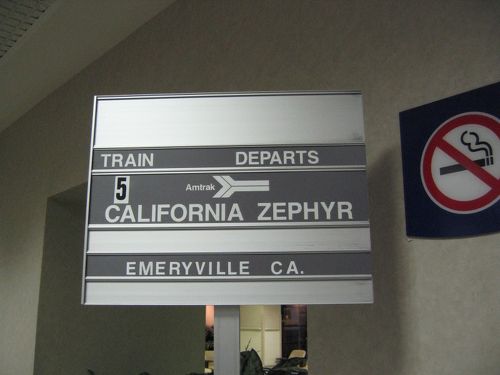 TRAIN DEPARTS
5 Amtrak
CALIFORNIA ZEPHYR
EMERYVILLE CA.